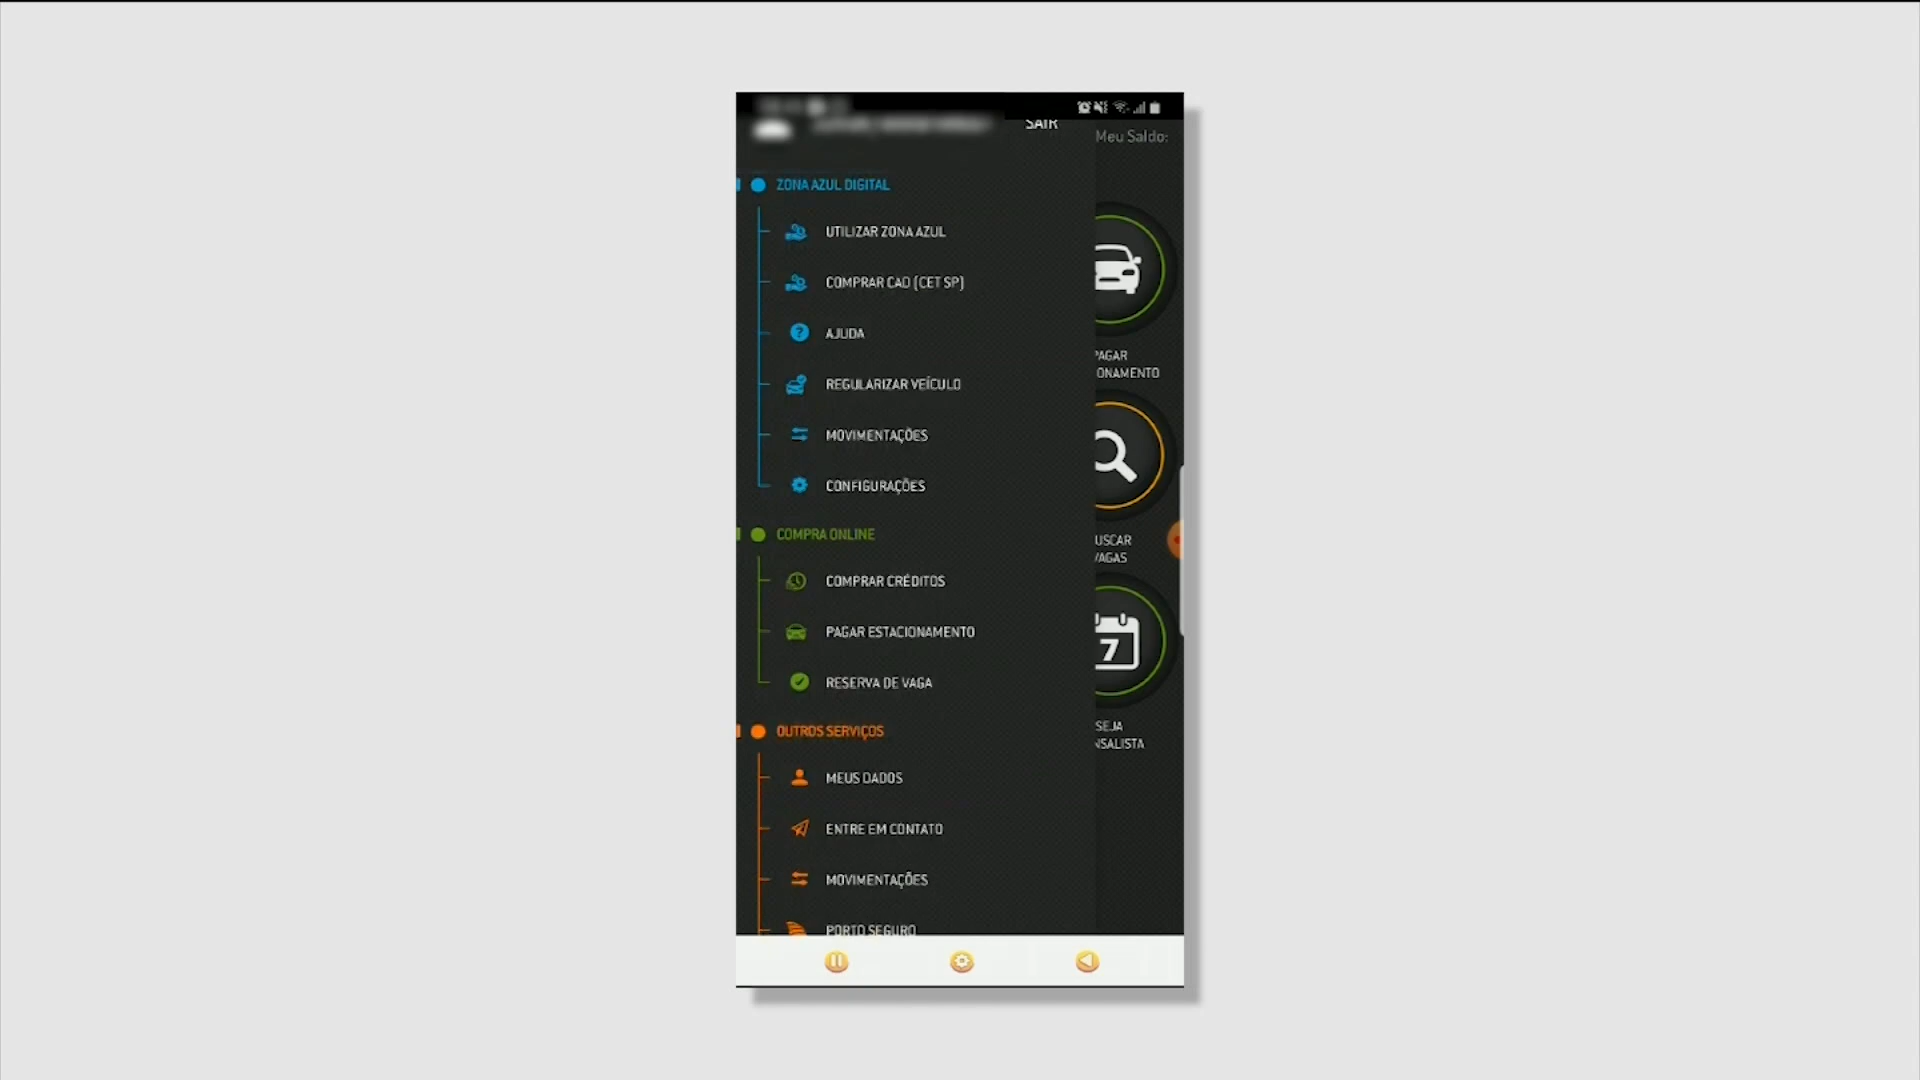 SAIR
Meu Saldo:
ZONA AZUL DIGITAL
UTILIZAR ZONA AZUL
COMPRAR CAD (CET SP)
AJUDA
REGULARIZAR VEÍCULO
MOVIMENTAÇÕES
CONFIGURAÇÕES
COMPRA ONLINE
COMPRAR CRÉDITOS
PAGAR ESTACIONAMENTO
RESERVA DE VAGA
OUTROS SERVIÇOS
MEUS DADOS
ENTRE EM CONTATO
MOVIMENTAÇÕES
PORTO SEGURO
PAGAR
ONAMENTO
USCAR
VAGAS
7
SEJA
NSALISTA